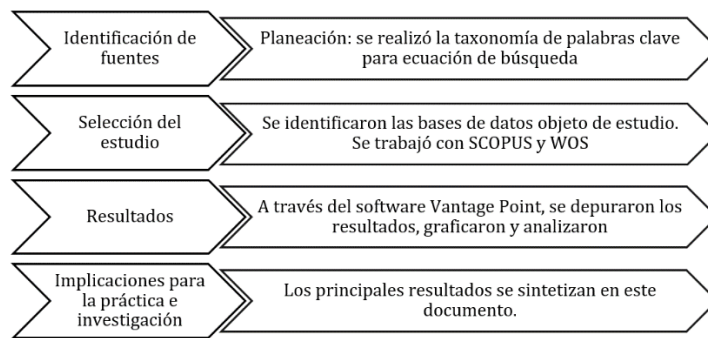 Identificación de
fuentes
Planeación: se realizó la taxonomía de palabras clave
para ecuación de búsqueda
Selección del
estudio
Se identificaron las bases de datos objeto de estudio.
Se trabajó con SCOPUS y WOS
Resultados
A través del software Vantage Point, se depuraron los
resultados, graficaron y analizaron
Implicaciones para
la práctica e
investigación
Los principales resultados se sintetizan en este
documento.